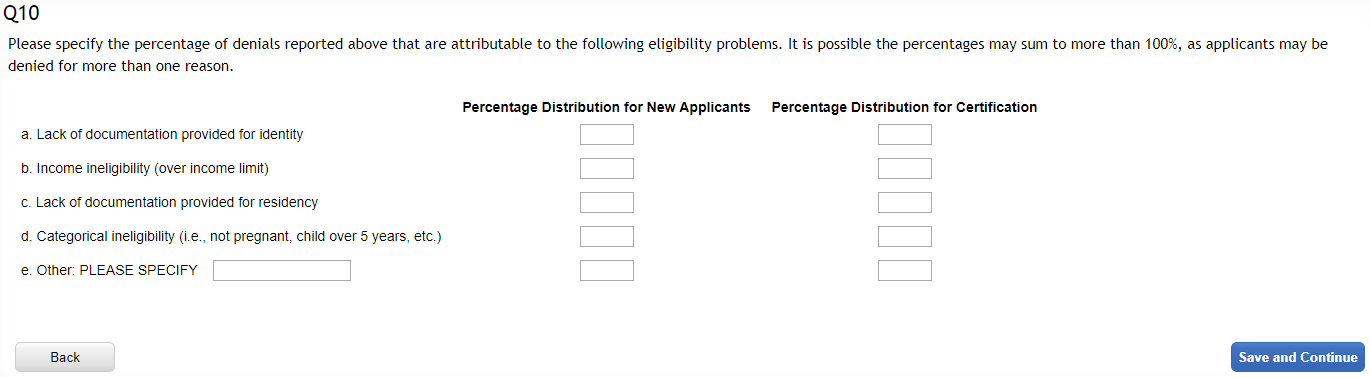 Q10
Please specify the percentage of denials reported above that are attributable to the following eligibility problems. It is possible the percentages may sum to more than 100%, as applicants may be
denied for more than one reason.
Percentage Distribution for New Applicants Percentage Distribution for Certification
a. Lack of documentation provided for identity
b. Income ineligibility (over income limit)
c. Lack of documentation provided for residency
d. Categorical ineligibility (i.e., not pregnant, child over 5 years, etc.)
e. Other: PLEASE SPECIFY
Back Save and Continue